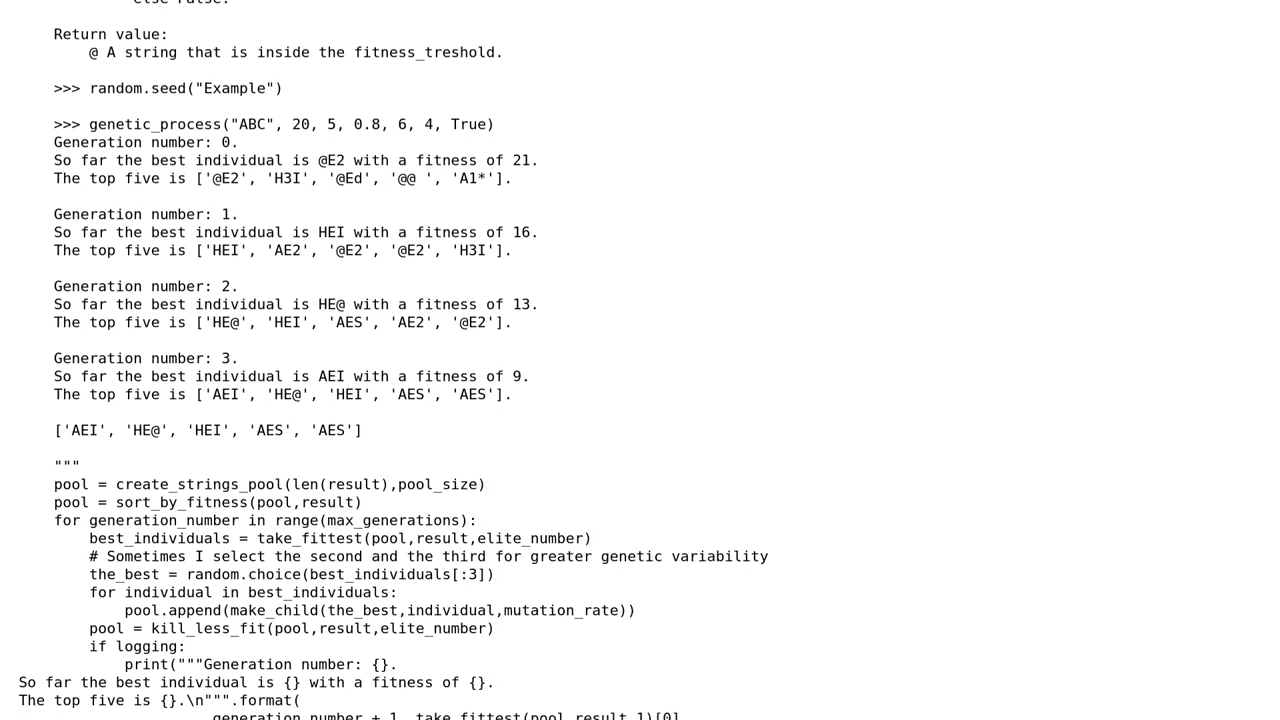 else False.
Return value:
@ A string that is inside the fitness_treshold.
>>> random.seed("Example")
>>> genetic_process("ABC", 20, 5, 0.8, 6, 4, True)
Generation number: 0.
So far the best individual is @E2 with a fitness of 21.
The top five is ['@E2', 'H3I', '@Ed', '@@ ', 'A1*'].
Generation number: 1.
So far the best individual is HEI with a fitness of 16.
The top five is ['HEI', 'AE2', '@E2', '@E2', 'H3I'].
Generation number: 2.
So far the best individual is HE@ with a fitness of 13.
The top five is ['HE@', 'HEI', 'AES', 'AE2', '@E2'].
Generation number: 3.
So far the best individual is AEI with a fitness of 9.
The top five is ['AEI', 'HE@', 'HEI', 'AES', 'AES'].
['AEI', 'HE@', 'HEI', 'AES', 'AES']
"""
pool = create_strings_pool(len(result),pool_size)
pool = sort_by_fitness(pool,result)
for generation_number in range(max_generations):
best_individuals = take_fittest(pool,result,elite_number)
# Sometimes I select the second and the third for greater genetic variability
the_best = random.choice(best_individuals[:3])
for individual in best_individuals:
pool.append(make_child(the_best,individual,mutation_rate))
pool = kill_less_fit(pool,result,elite_number)
if logging:
print("""Generation number: {}.
So far the best individual is {} with a fitness of {}.
The top five is {}.\n""".format(
generation_number + 1, take_fittest(pool,result,1)[0],